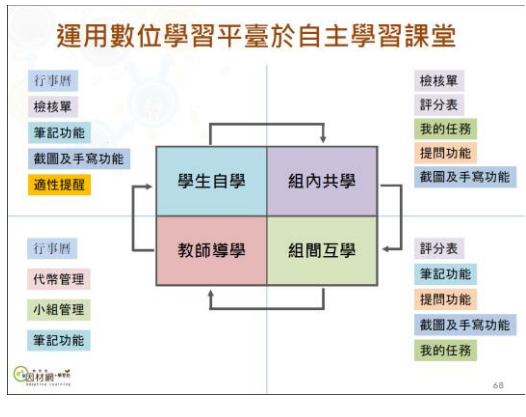 運用數位學習平臺於自主學習課堂
行事曆
檢核單
筆記功能
截圖及手寫功能
適性提醒
檢核單
評分表
我的任務
提問功能
截圖及手寫功能
學生自學
組內共學
教師導學
組間互學
行事曆
代幣管理
小組管理
筆記功能
評分表
筆記功能
提問功能
截圖及手寫功能
我的任務
因材網
Adaptive Learning
68